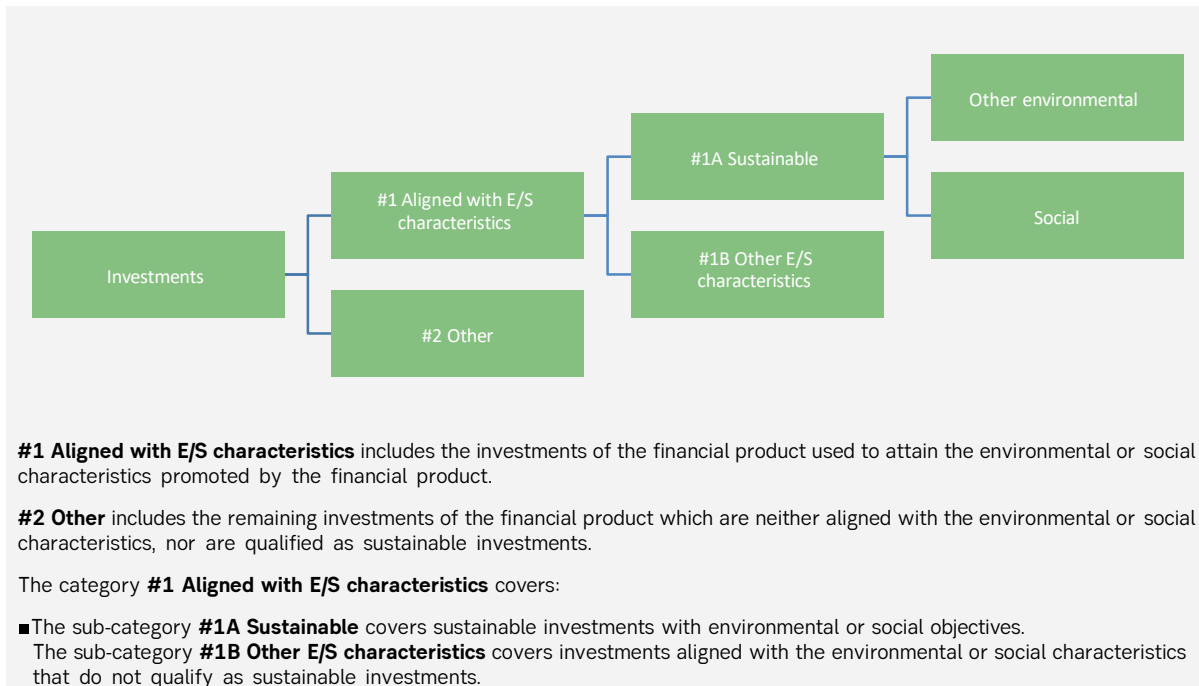 Other environmental
#1A Sustainable
#1 Aligned with E/S
characteristics
Social
Investments
#1B Other E/S
characteristics
#2 Other
#1 Aligned with E/S characteristics includes the investments of the financial product used to attain the environmental or social
characteristics promoted by the financial product.
#2 Other includes the remaining investments of the financial product which are neither aligned with the environmental or social
characteristics, nor are qualified as sustainable investments.
The category #1 Aligned with E/S characteristics covers:
■The sub-category #1A Sustainable covers sustainable investments with environmental or social objectives.
The sub-category #1B Other E/S characteristics covers investments aligned with the environmental or social characteristics
that do not qualify as sustainable investments.